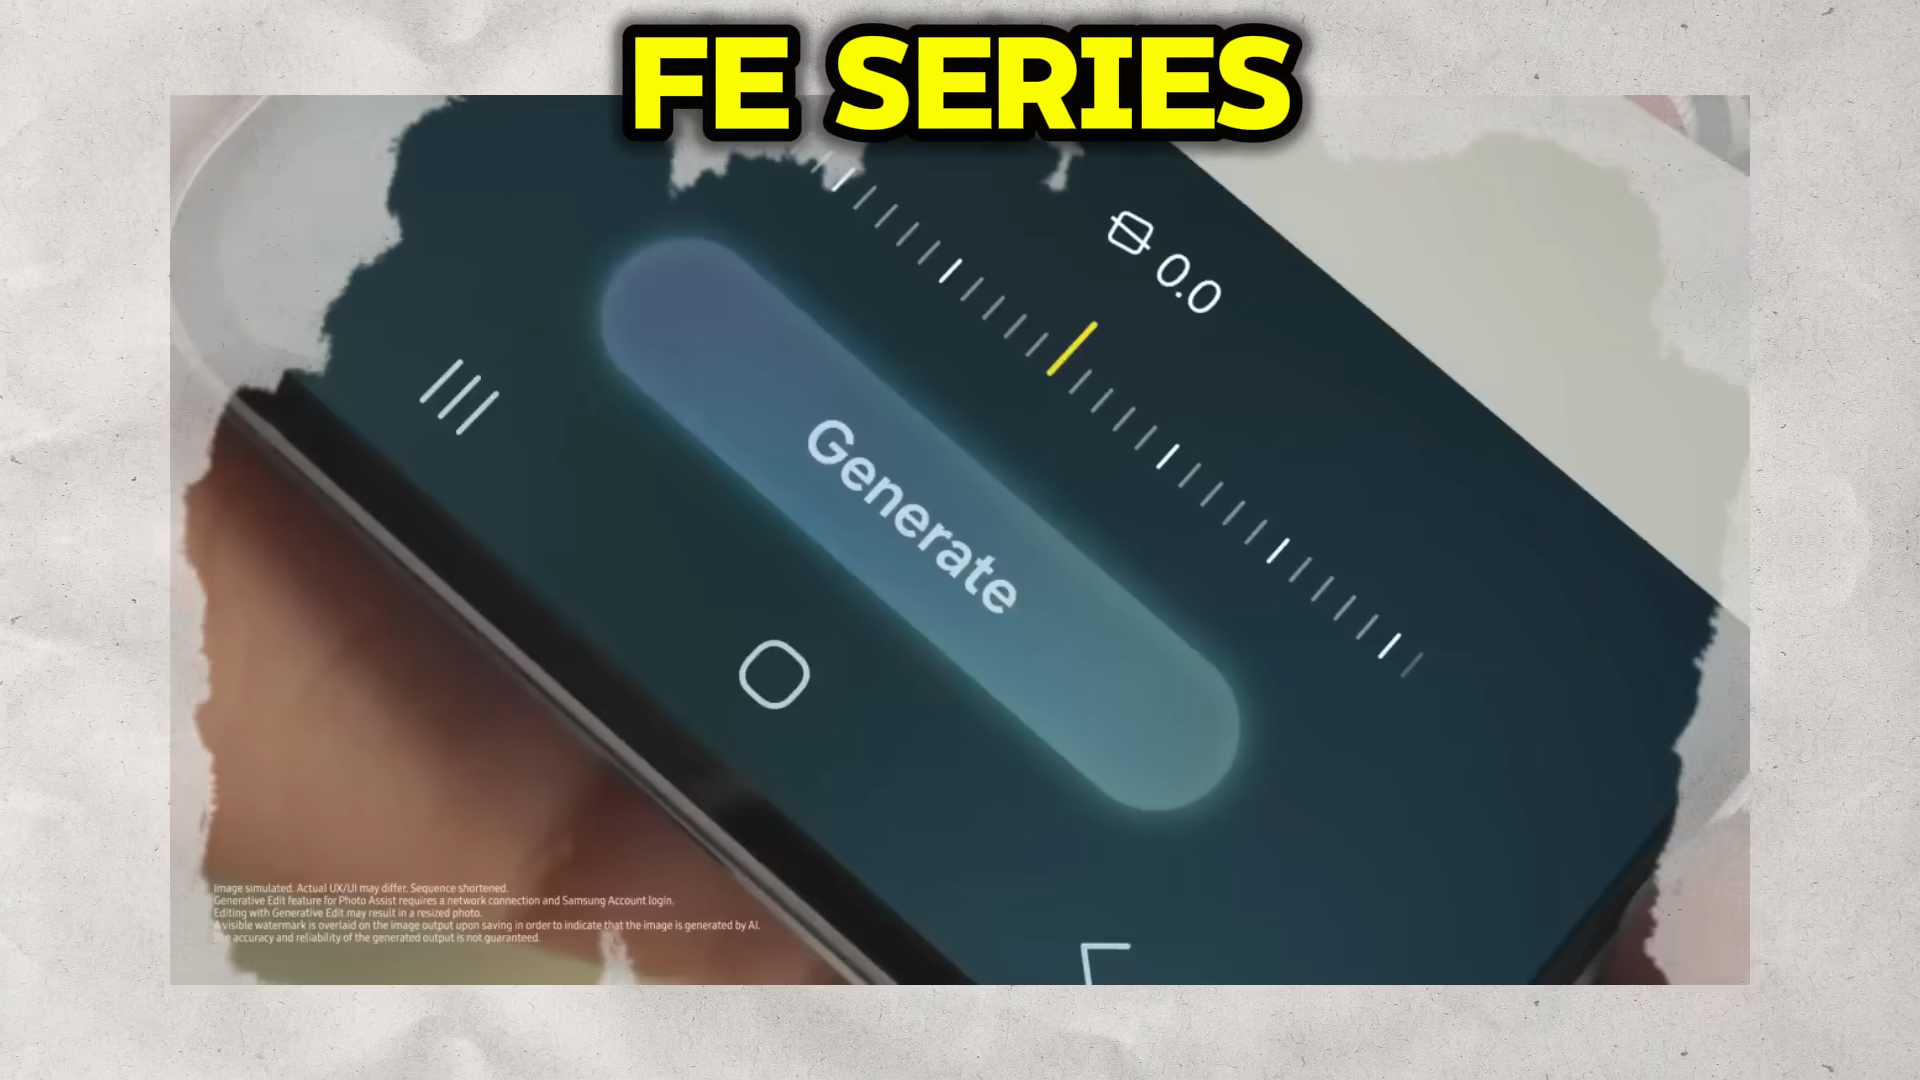 FE SERIES
0.0
Generate
Image simulated. Actual UX/UI may differ. Sequence shortened.
Generative Edit feature for Photo Assist requires a network connection and Samsung Account login.
Editing with Generative Edit may result in a resized photo.
A visible watermark is overlaid on the image output upon saving in order to indicate that the image is generated by AI.
The accuracy and reliability of the generated output is not guaranteed.